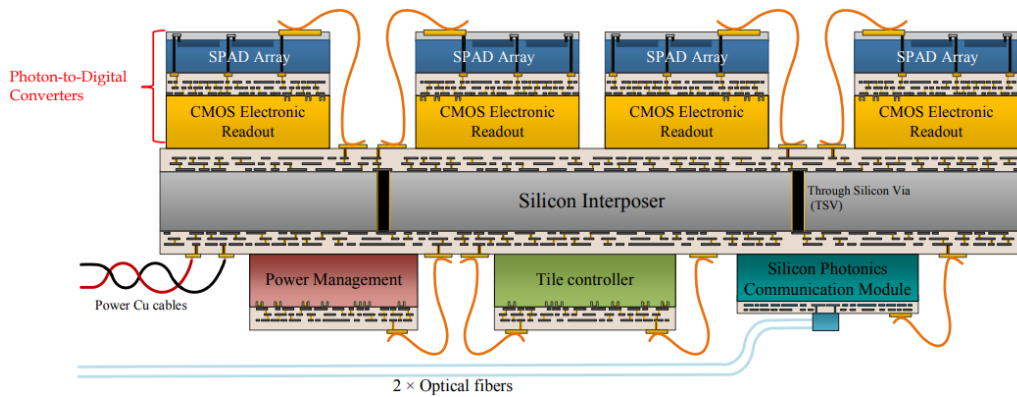 SPAD Array
SPAD Array
SPAD Array
SPAD Array
Photon-to-Digital
Converters
CMOS Electronic
Readout
CMOS Electronic
Readout
CMOS Electronic
Readout
CMOS Electronic
Readout
Silicon Interposer
Through Silicon Via
(TSV)
Power Cu cables
Power Management
Tile controller
Silicon Photonics
Communication Module
2 × Optical fibers